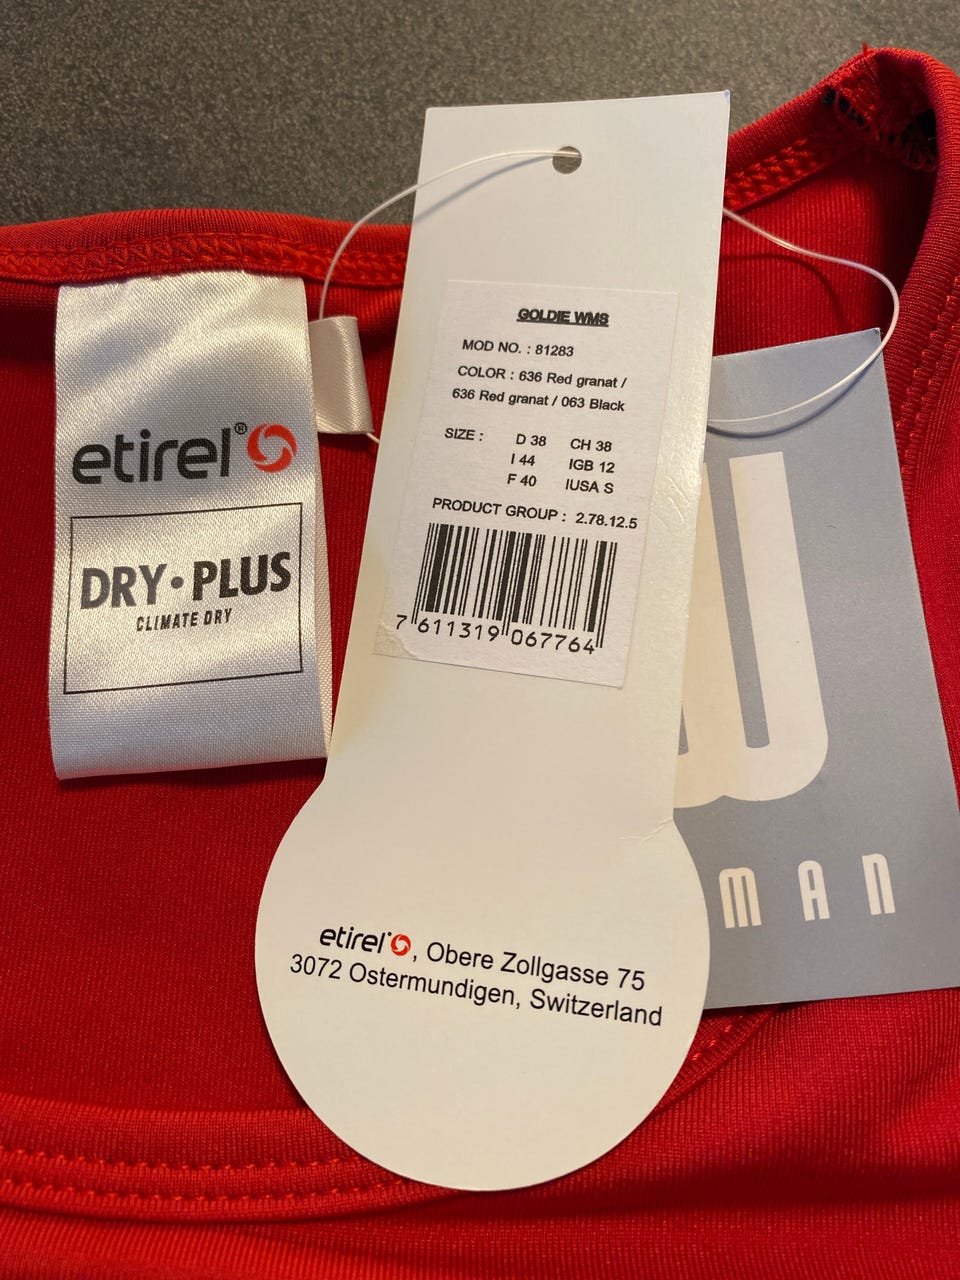 etirel®
DRY•PLUS
CLIMATE DRY
GOLDIE WMS
MOD NO. : 81283
COLOR : 636 Red granat /
636 Red granat / 063 Black
SIZE : D 38 CH 38
I 44 IGB 12
F 40 IUSA S
PRODUCT GROUP : 2.78.12.5
7 611319 067764
etirel, Obere Zollgasse 75
3072 Ostermundigen, Switzerland
W
MAN